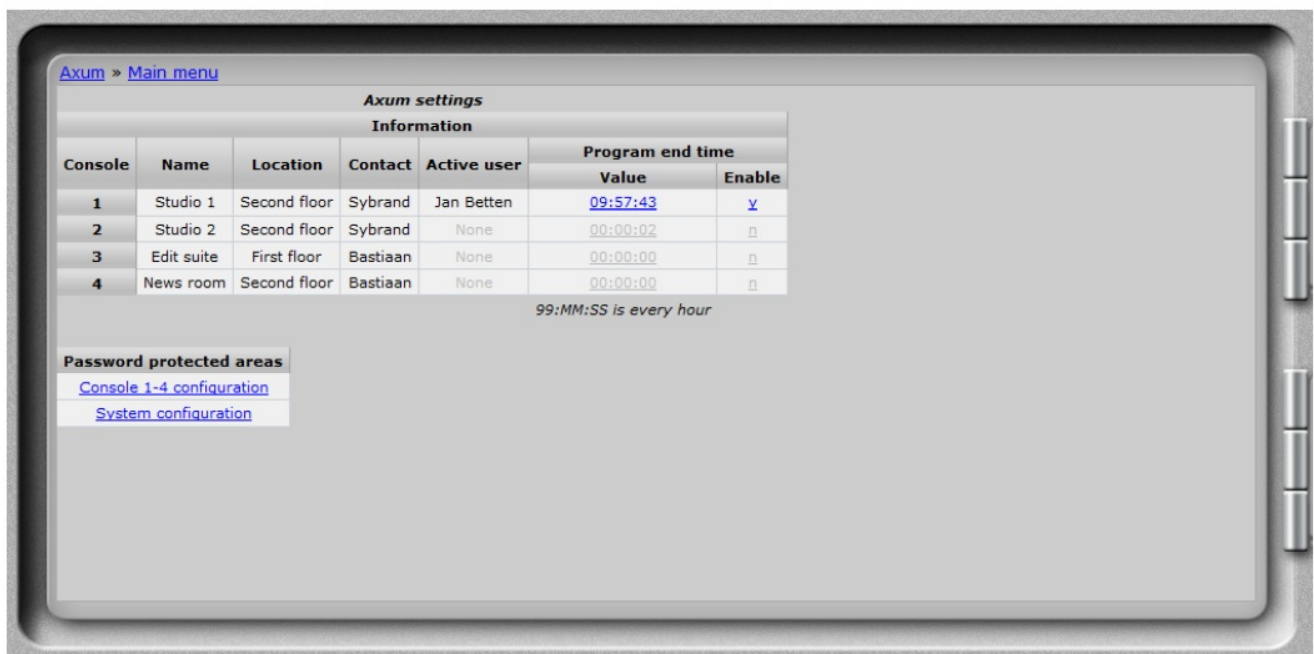 Axum » Main menu
Axum settings
Information
Console Name Location Contact Active user Program end time
Value Enable
1 Studio 1 Second floor Sybrand Jan Betten 09:57:43 y
2 Studio 2 Second floor Sybrand None 00:00:02 n
3 Edit suite First floor Bastiaan None 00:00:00 n
4 News room Second floor Bastiaan None 00:00:00 n
99:MM:SS is every hour
Password protected areas
Console 1-4 configuration
System configuration